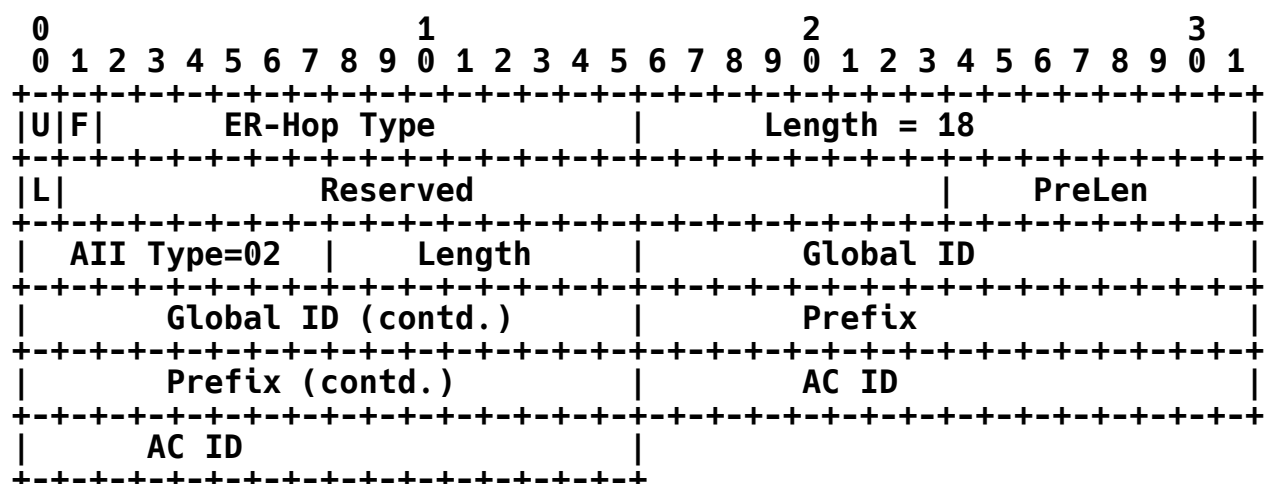 0                   1                   2                   3
 0 1 2 3 4 5 6 7 8 9 0 1 2 3 4 5 6 7 8 9 0 1 2 3 4 5 6 7 8 9 0 1
+-+-+-+-+-+-+-+-+-+-+-+-+-+-+-+-+-+-+-+-+-+-+-+-+-+-+-+-+-+-+-+-+
|U|F|      ER-Hop Type          |      Length = 18              |
+-+-+-+-+-+-+-+-+-+-+-+-+-+-+-+-+-+-+-+-+-+-+-+-+-+-+-+-+-+-+-+-+
|L|             Reserved                        |    PreLen     |
+-+-+-+-+-+-+-+-+-+-+-+-+-+-+-+-+-+-+-+-+-+-+-+-+-+-+-+-+-+-+-+-+
|  AII Type=02  |    Length     |        Global ID              |
+-+-+-+-+-+-+-+-+-+-+-+-+-+-+-+-+-+-+-+-+-+-+-+-+-+-+-+-+-+-+-+-+
|       Global ID (contd.)      |        Prefix                 |
+-+-+-+-+-+-+-+-+-+-+-+-+-+-+-+-+-+-+-+-+-+-+-+-+-+-+-+-+-+-+-+-+
|       Prefix (contd.)         |        AC ID                  |
+-+-+-+-+-+-+-+-+-+-+-+-+-+-+-+-+-+-+-+-+-+-+-+-+-+-+-+-+-+-+-+-+
|      AC ID                    |
+-+-+-+-+-+-+-+-+-+-+-+-+-+-+-+-+